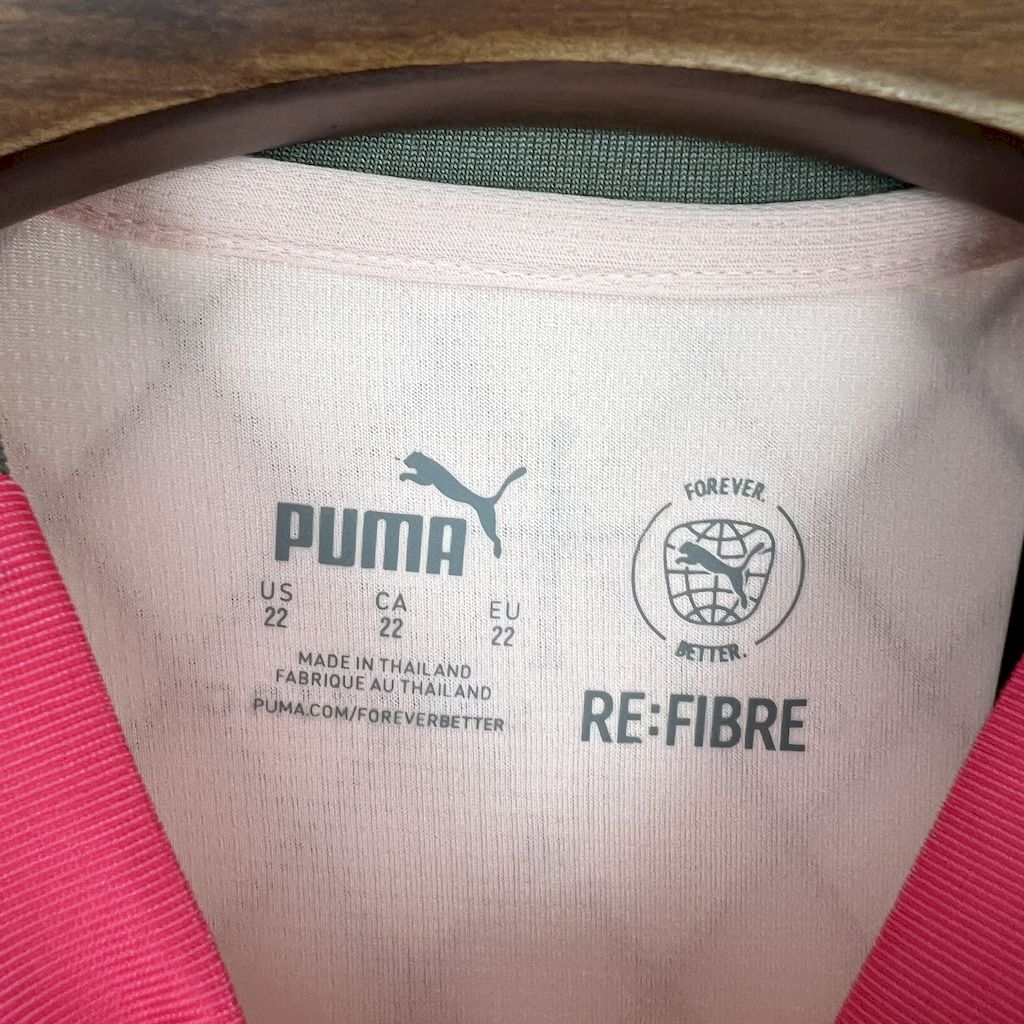 PUMA
US CA EU
22 22 22
MADE IN THAILAND
FABRIQUE AU THAILAND
PUMA.COM/FOREVERBETTER
FOREVER.
BETTER.
RE:FIBRE